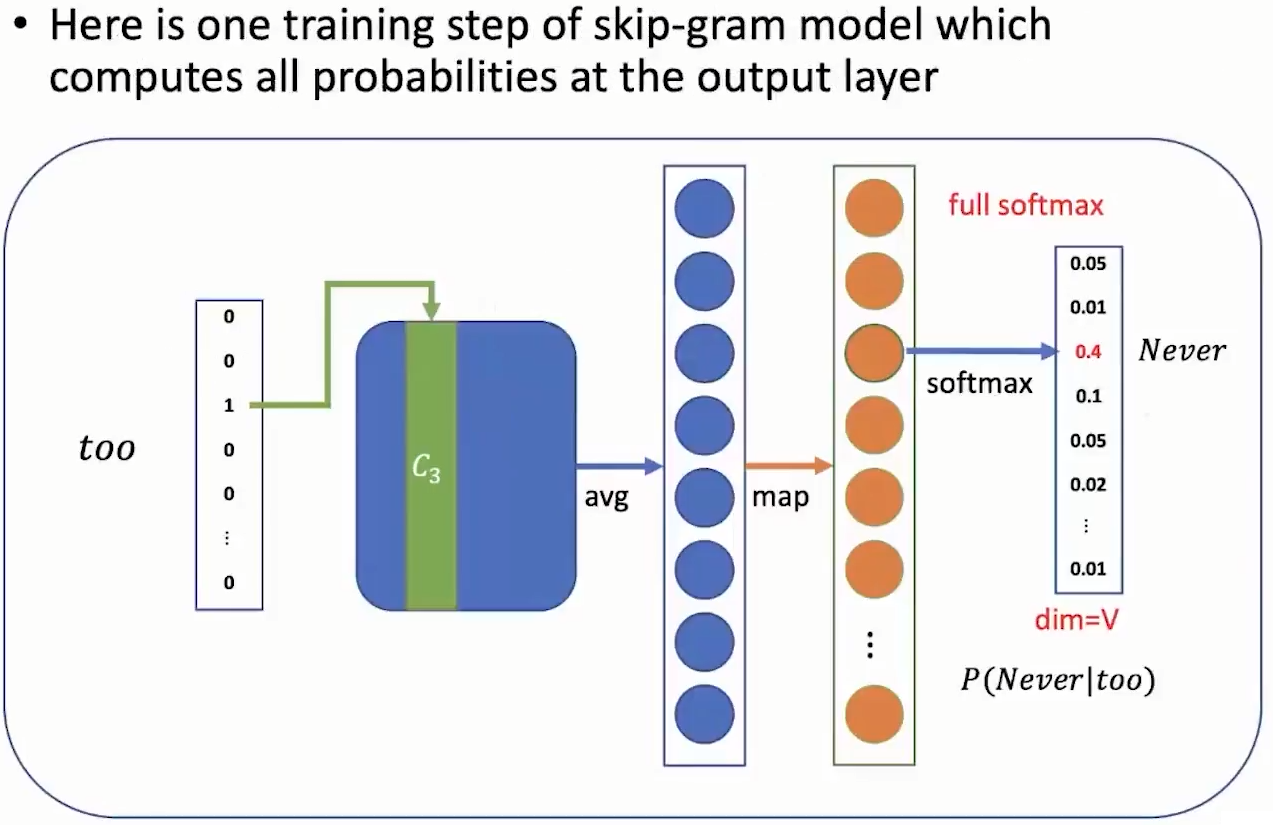 • Here is one training step of skip-gram model which
computes all probabilities at the output layer
too
0
0
1
0
0
⋮
0
C₃
avg
map
⋮
full softmax
softmax
0.05
0.01
0.4
0.1
0.05
0.02
⋮
0.01
Never
dim=V
P(Never|too)